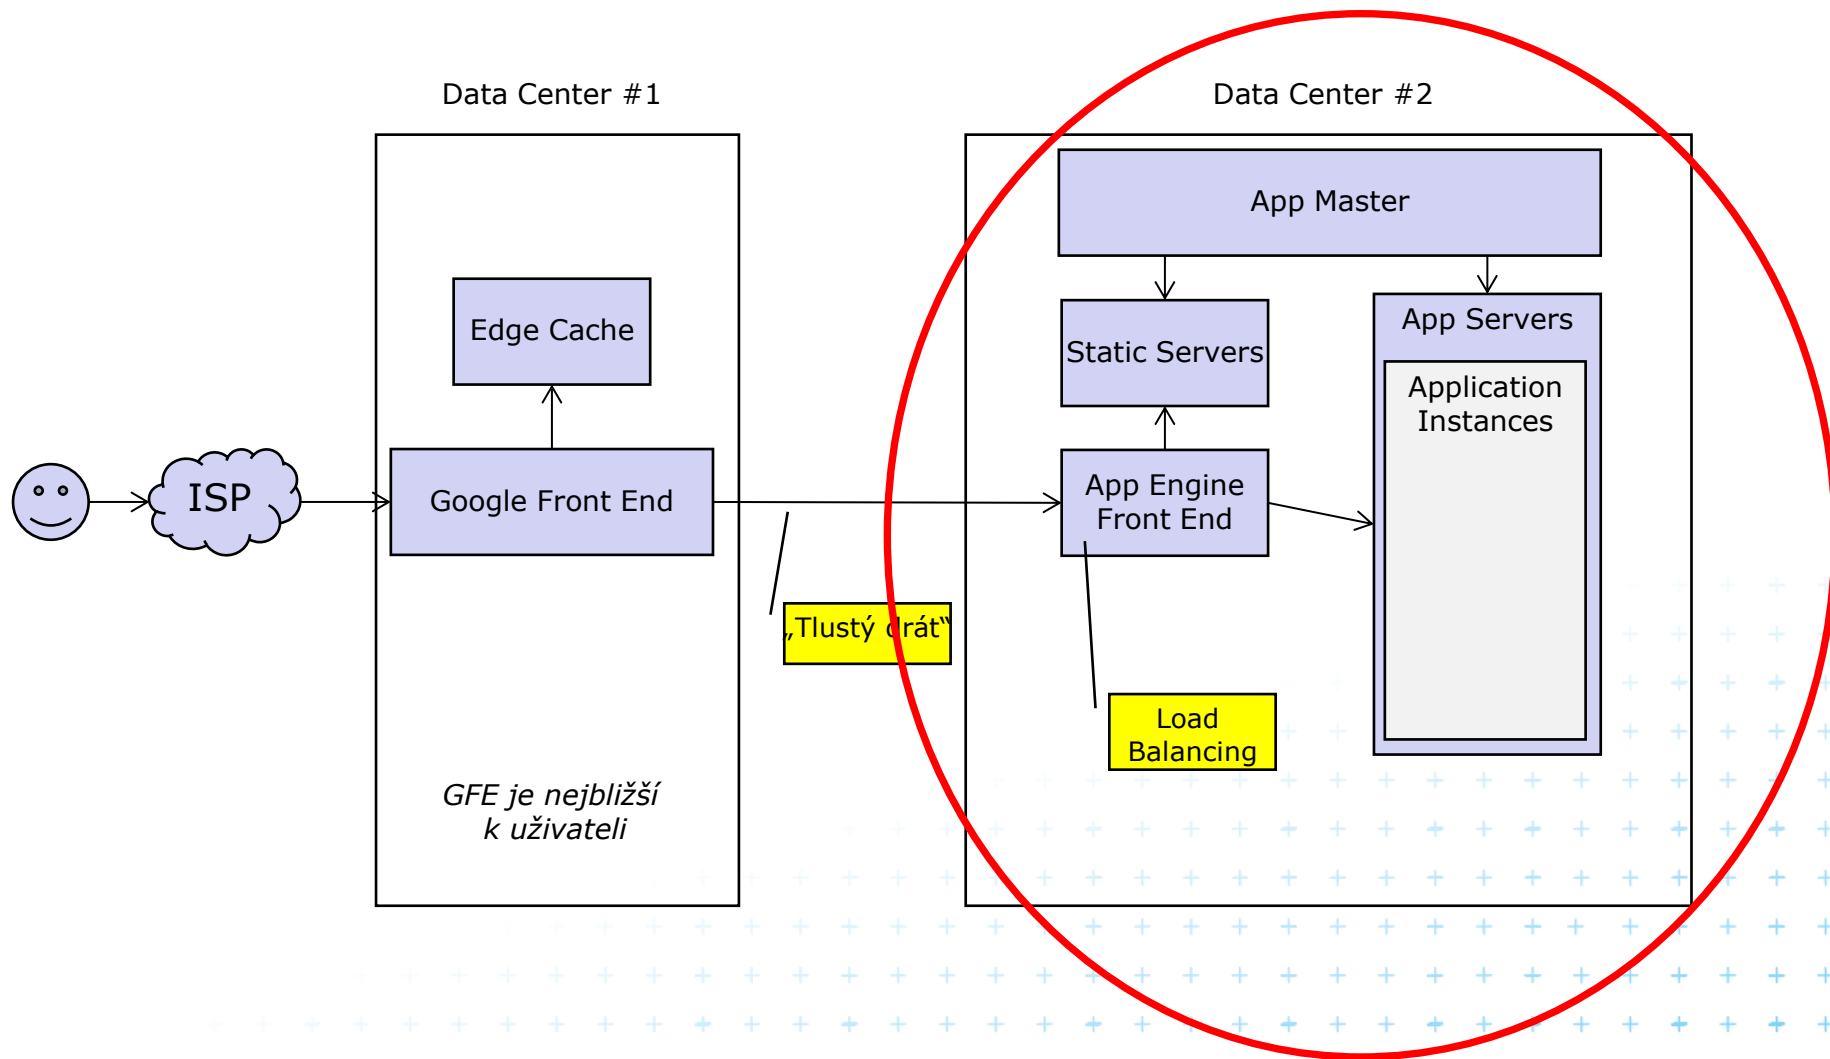 Data Center #1
Data Center #2
App Master
Edge Cache
Static Servers
App Servers
Application
Instances
ISP
Google Front End
App Engine
Front End
„Tlustý drát“
Load
Balancing
GFE je nejbližší
k uživateli